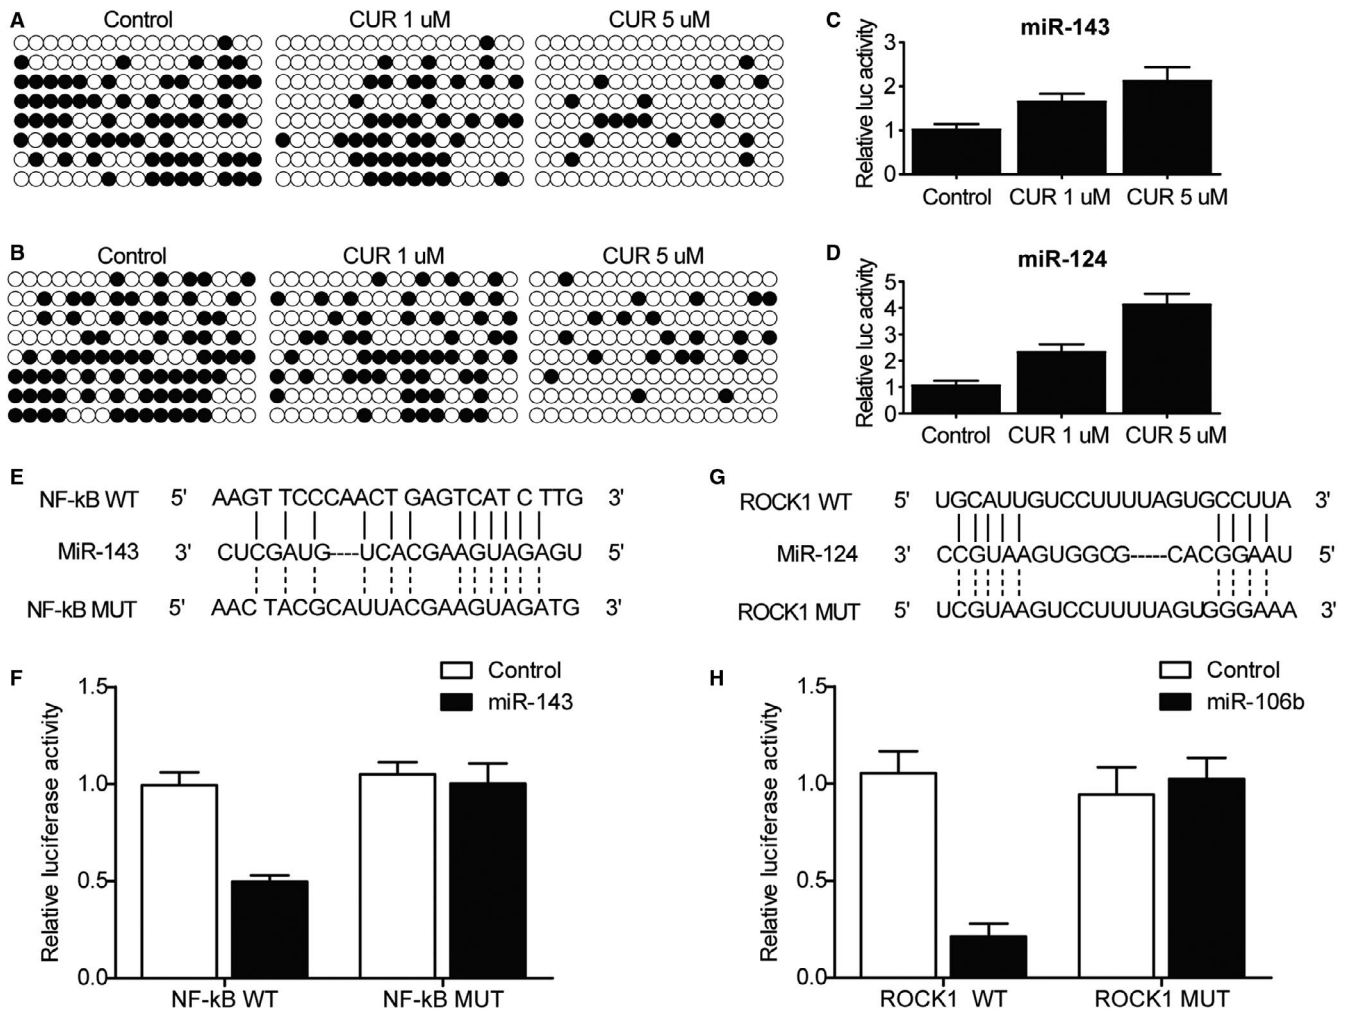 A
Control
CUR 1 uM
CUR 5 uM
B
Control
CUR 1 uM
CUR 5 uM
C
miR-143
Relative luc activity
3
2
1
0
Control
CUR 1 uM
CUR 5 uM
D
miR-124
Relative luc activity
5
4
3
2
1
0
Control
CUR 1 uM
CUR 5 uM
E
NF-kB WT 5' AAGT TCCCAACT GAGTCAT C TTG 3'
MiR-143 3' CUCGAUG----UCACGAAGUAGAGU 5'
NF-kB MUT 5' AAC TACGCAUUACGAAGUAGATG 3'
F
Control
miR-143
Relative luciferase activity
1.5
1.0
0.5
0.0
NF-kB WT
NF-kB MUT
G
ROCK1 WT 5' UGCAUUGUCCUUUUAGUGCCUUA 3'
MiR-124 3' CCGUAAGUGGCG-----CACGGAAU 5'
ROCK1 MUT 5' UCGUAAGUCCUUUUAGUGGGAAA 3'
H
Control
miR-106b
Relative luciferase activity
1.5
1.0
0.5
0.0
ROCK1 WT
ROCK1 MUT